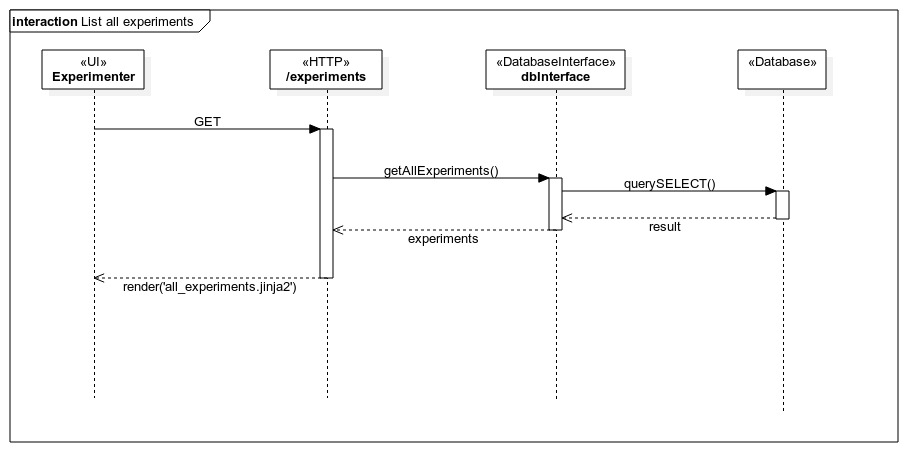 interaction List all experiments
«UI»
Experimenter
«HTTP»
/experiments
«DatabaseInterface»
dbInterface
«Database»
GET
getAllExperiments()
querySELECT()
result
experiments
render('all_experiments.jinja2')